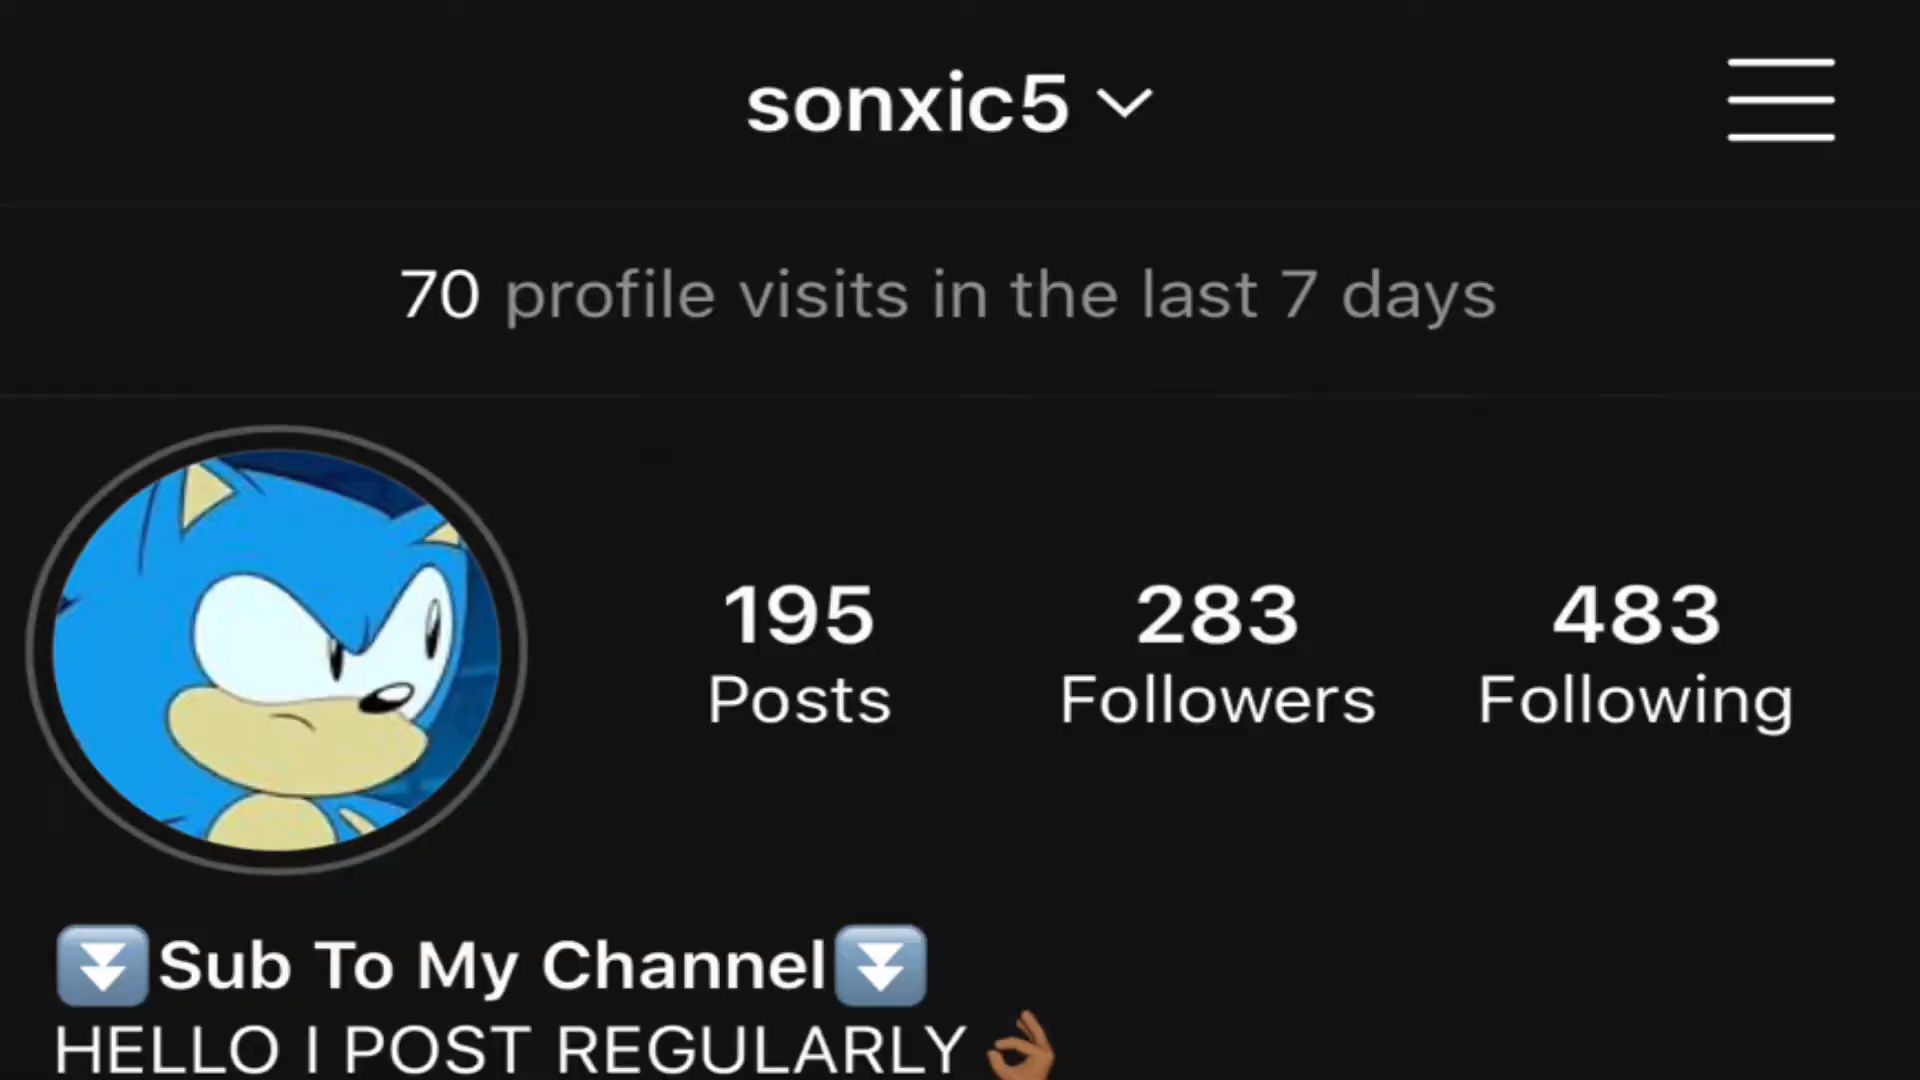 sonxic5
70 profile visits in the last 7 days
195 283 483
Posts Followers Following
⏬Sub To My Channel⏬
HELLO I POST REGULARLY👌🏾